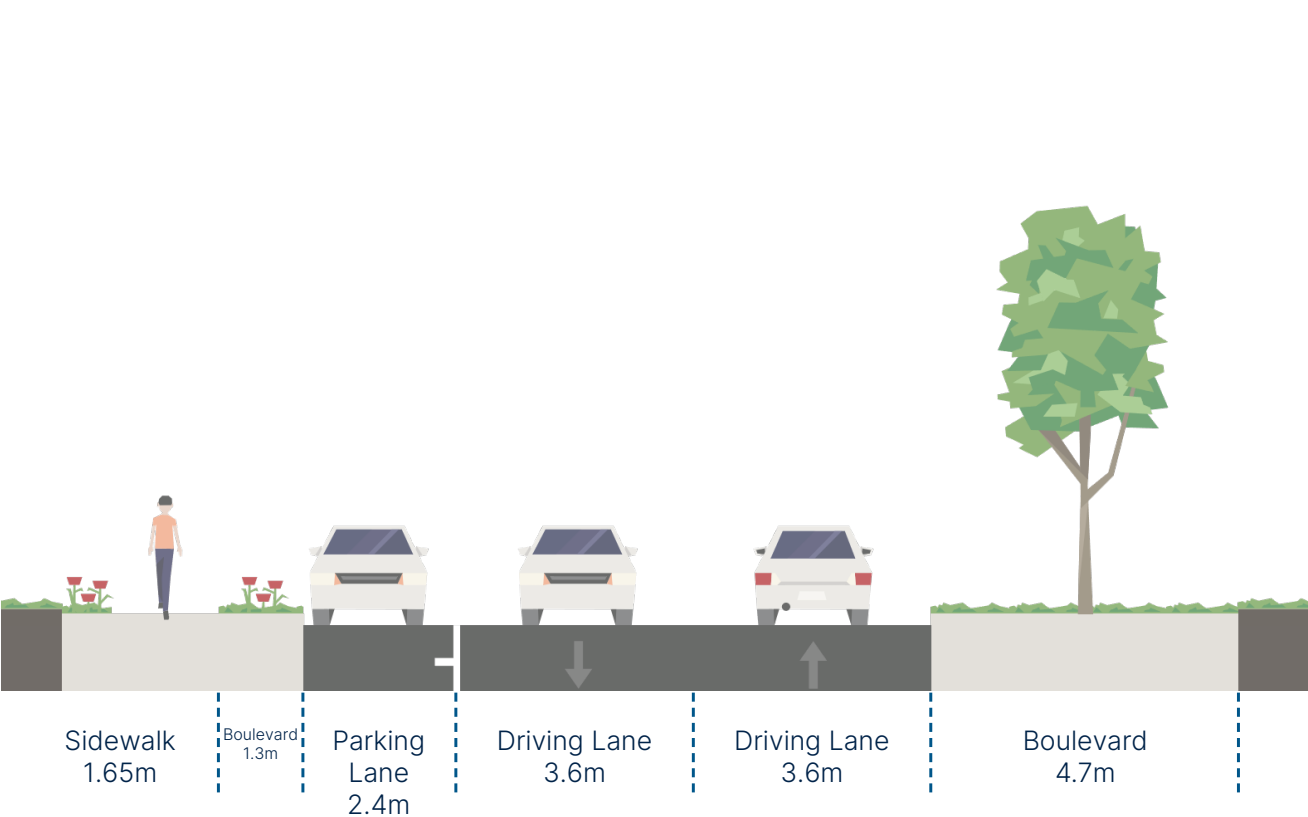 Sidewalk
1.65m
Boulevard
1.3m
Parking
Lane
2.4m
Driving Lane
3.6m
Driving Lane
3.6m
Boulevard
4.7m